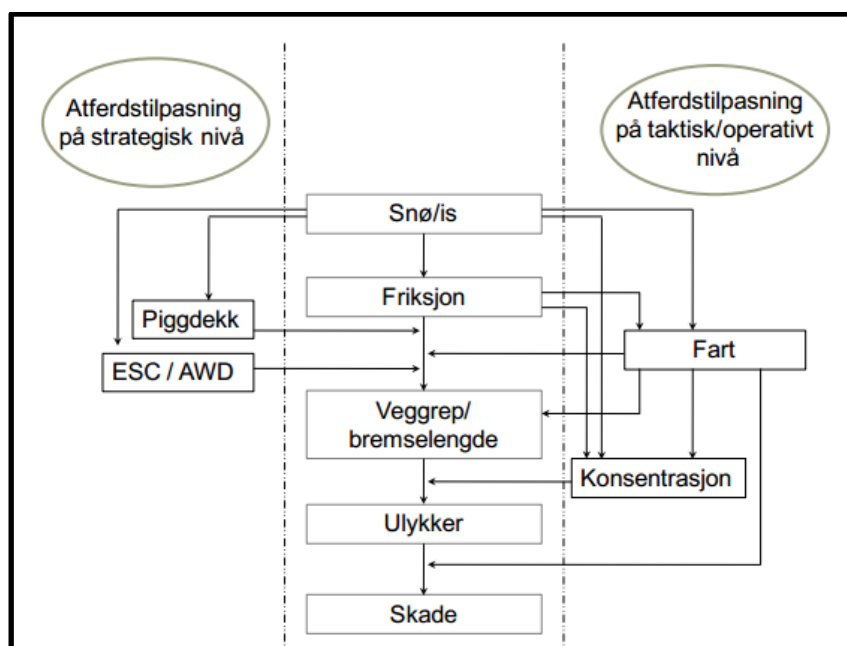 Atferdstilpasning
på strategisk nivå
Atferdstilpasning
på taktisk/operativt
nivå
Snø/is
Friksjon
Piggdekk
Fart
ESC / AWD
Veggrep/
bremselengde
Konsentrasjon
Ulykker
Skade